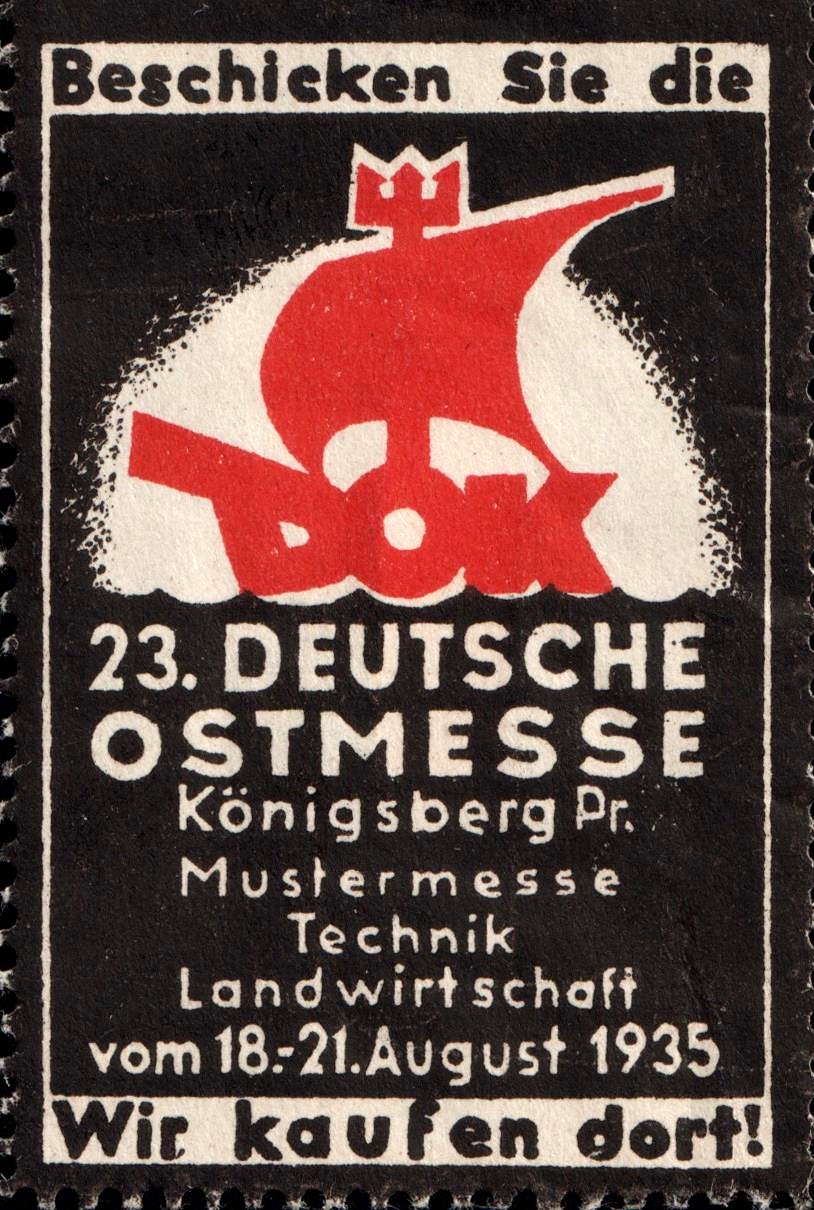 Beschicken Sie die
DOK
23. DEUTSCHE
OSTMESSE
Königsberg Pr.
Mustermesse
Technik
Landwirtschaft
vom 18.-21. August 1935
Wir kaufen dort!